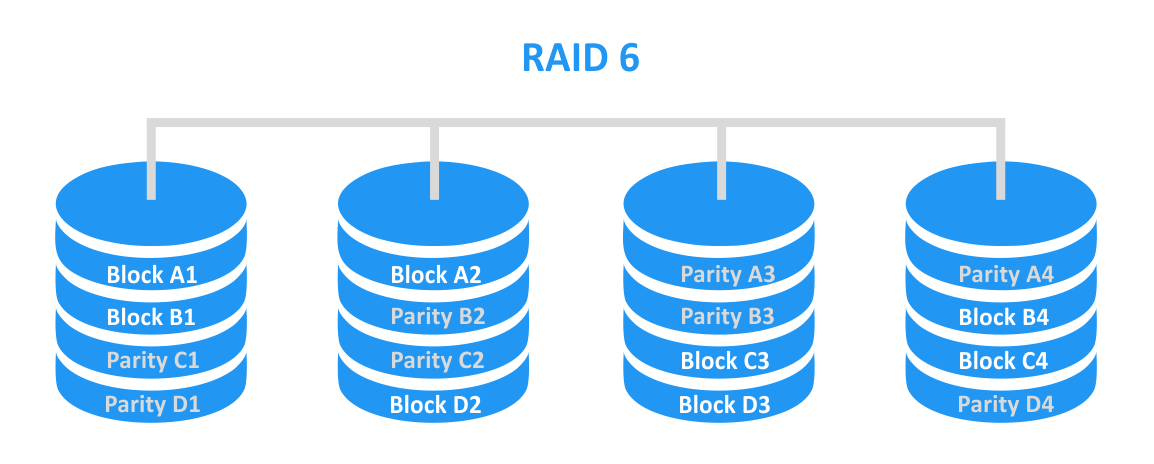 RAID 6
Block A1 Block A2 Parity A3 Parity A4
Block B1 Parity B2 Parity B3 Block B4
Parity C1 Parity C2 Block C3 Block C4
Parity D1 Block D2 Block D3 Parity D4